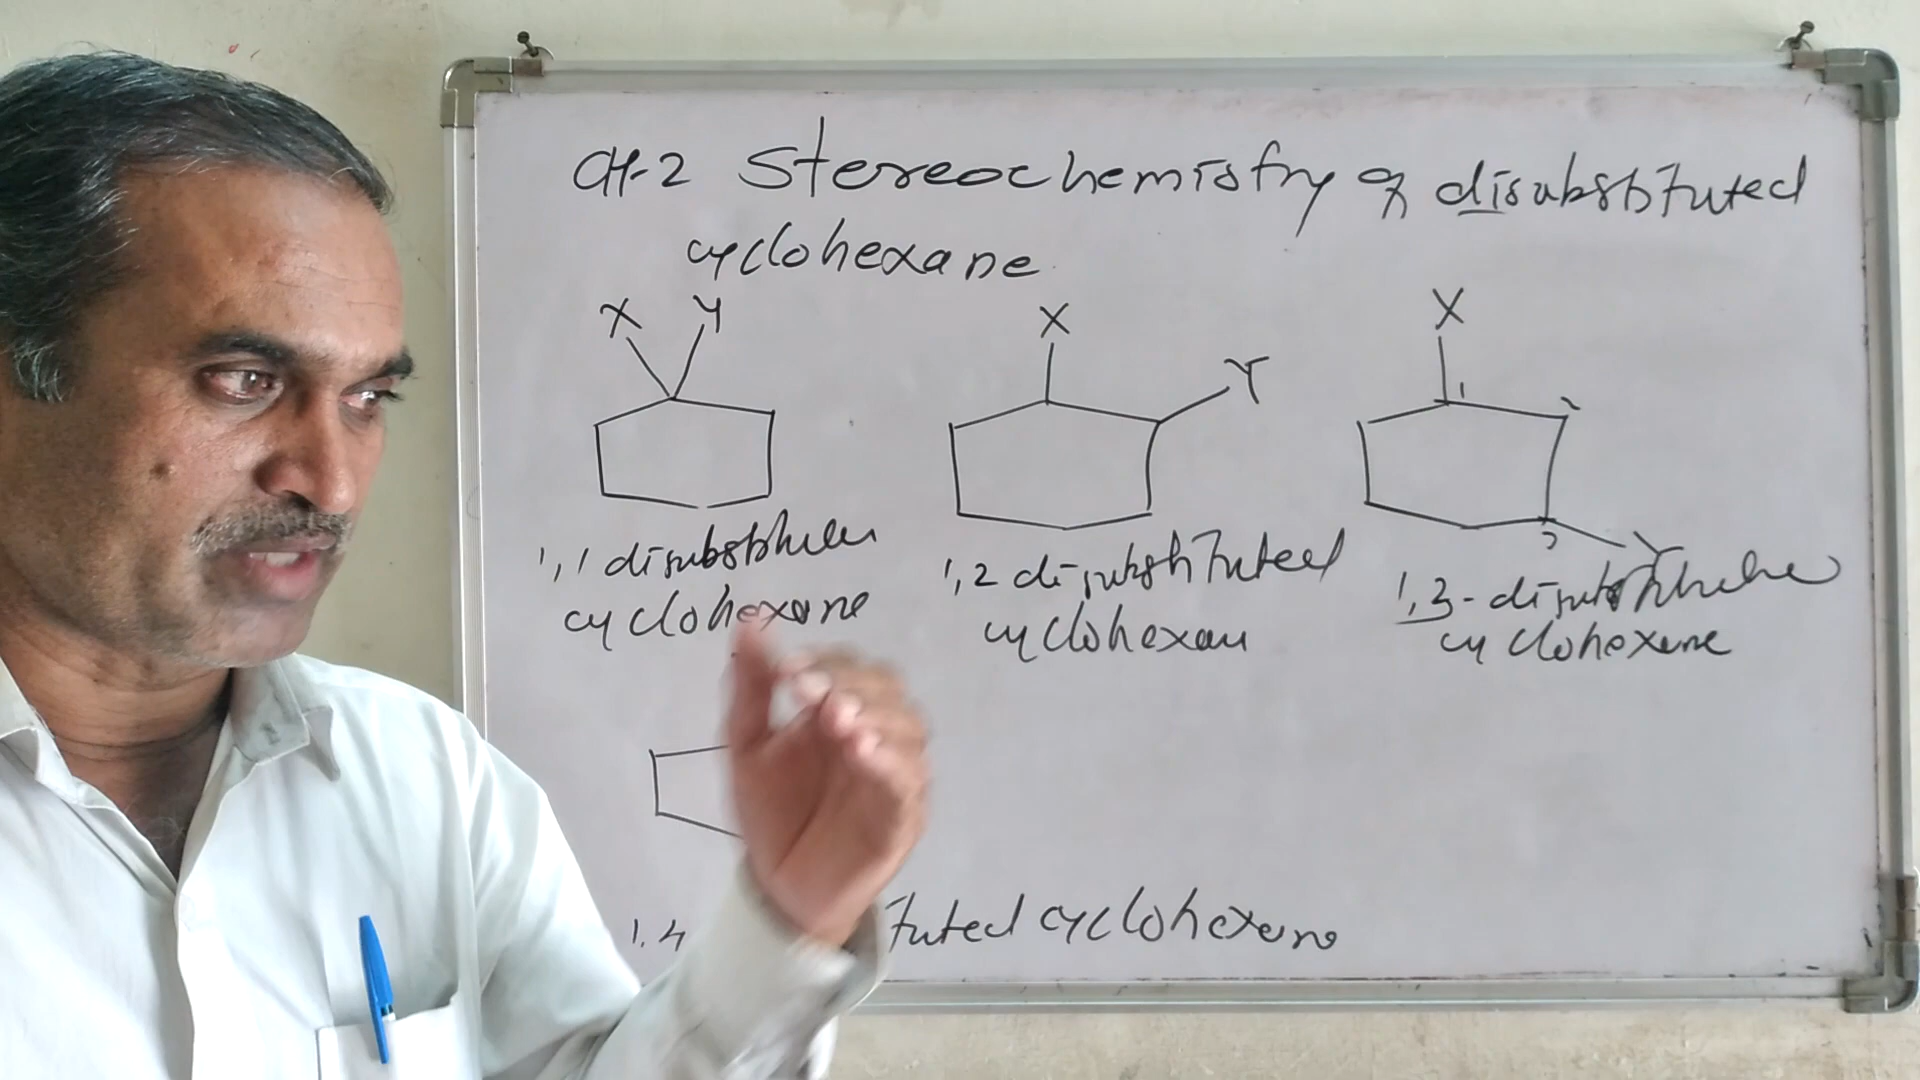 CH-2 Stereochemistry of disubstituted
cyclohexane
X Y
X
Y
X
1
2
3
Y
1,1 disubstituted
cyclohexane
1,2 disubstituted
cyclohexan
1,3-disubstituted
cyclohexane
1,4 tuted cyclohexane